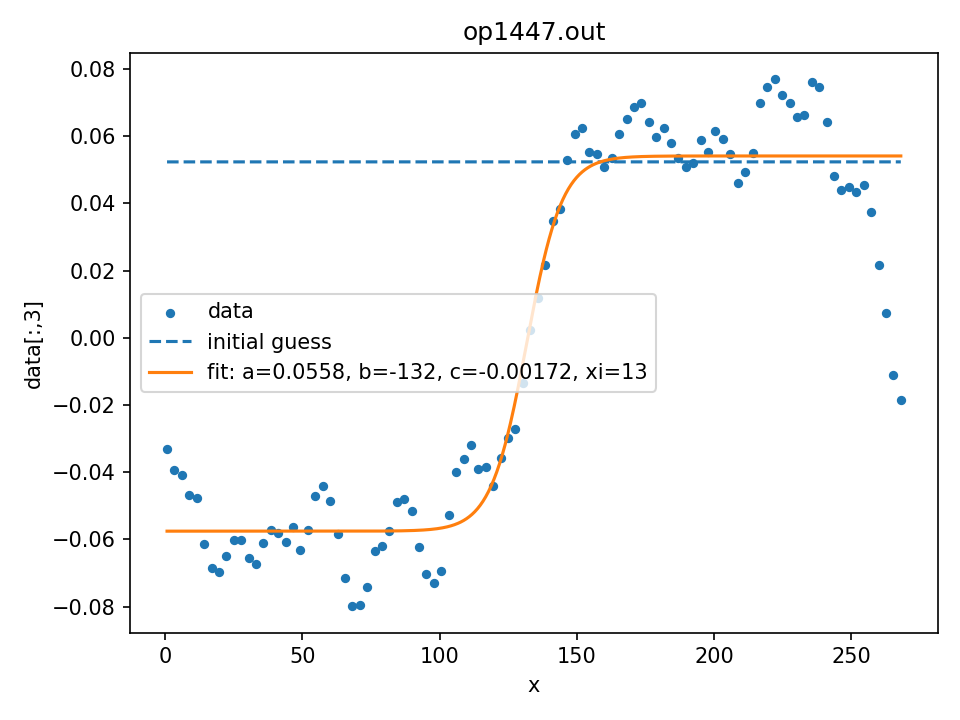 op1447.out
0.08
0.06
0.04
0.02
0.00
−0.02
−0.04
−0.06
−0.08
data[:,3]
data
initial guess
fit: a=0.0558, b=-132, c=-0.00172, xi=13
0 50 100 150 200 250
x